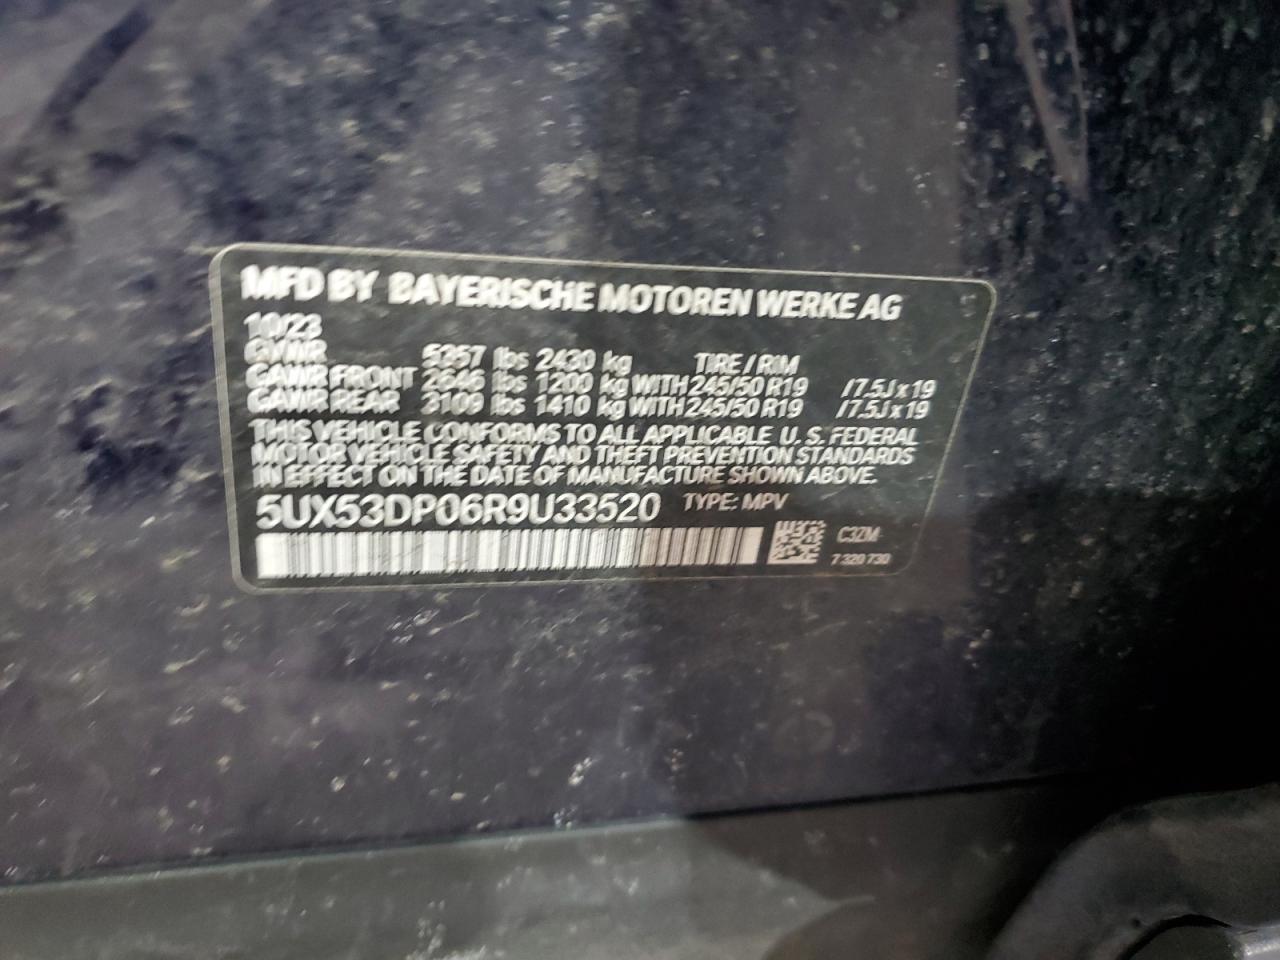 MFD BY BAYERISCHE MOTOREN WERKE AG
10/23
GVWR 5357 lbs 2430 kg TIRE / RIM
GAWR FRONT 2646 lbs 1200 kg WITH 245/50 R19 /7.5J x 19
GAWR REAR 3109 lbs 1410 kg WITH 245/50 R19 /7.5J x 19
THIS VEHICLE CONFORMS TO ALL APPLICABLE U. S. FEDERAL
MOTOR VEHICLE SAFETY AND THEFT PREVENTION STANDARDS
IN EFFECT ON THE DATE OF MANUFACTURE SHOWN ABOVE.
5UX53DP06R9U33520 TYPE: MPV
C3ZM
7 320 730